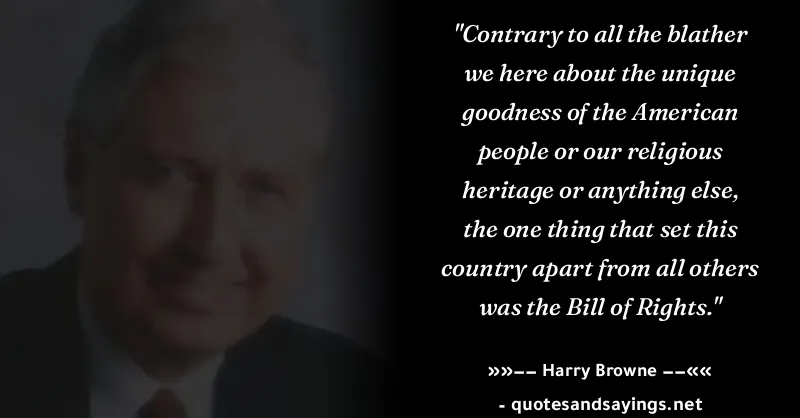 "Contrary to all the blather
we here about the unique
goodness of the American
people or our religious
heritage or anything else,
the one thing that set this
country apart from all others
was the Bill of Rights."
»»−− Harry Browne −−««
- quotesandsayings.net